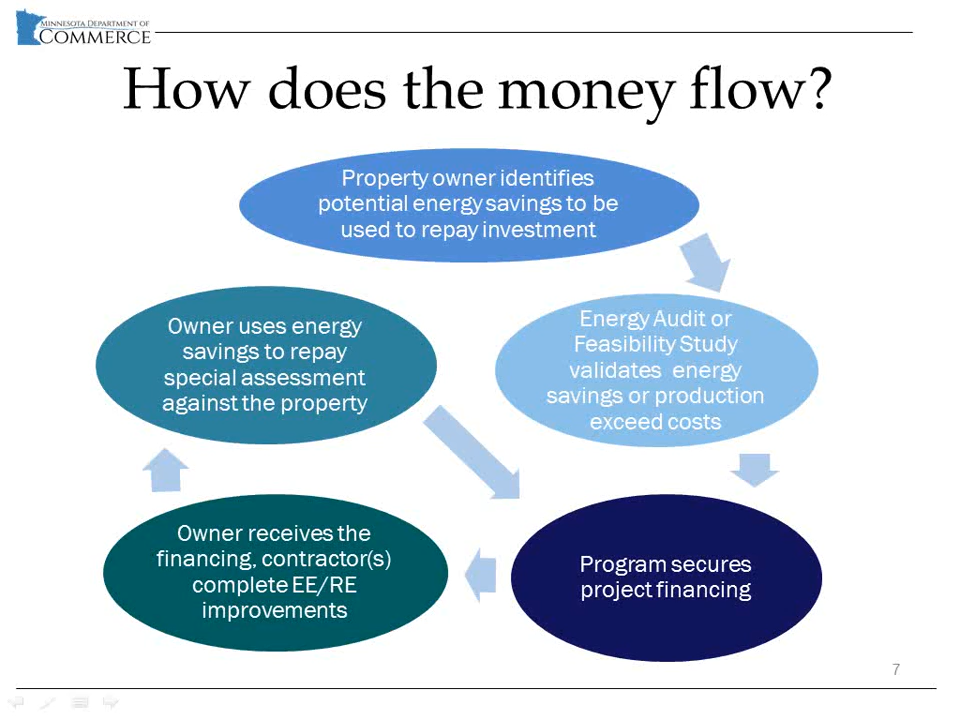 MINNESOTA DEPARTMENT OF
COMMERCE
How does the money flow?
Property owner identifies
potential energy savings to be
used to repay investment
Energy Audit or
Feasibility Study
validates energy
savings or production
exceed costs
Program secures
project financing
Owner receives the
financing, contractor(s)
complete EE/RE
improvements
Owner uses energy
savings to repay
special assessment
against the property
7